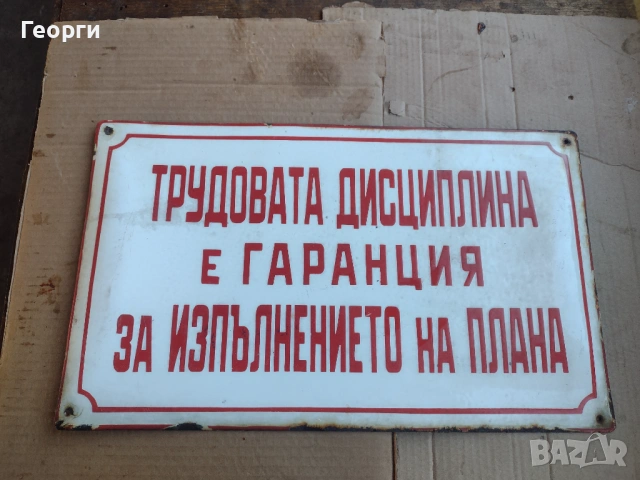 Георги
ТРУДОВАТА ДИСЦИПЛИНА
Е ГАРАНЦИЯ
ЗА ИЗПЪЛНЕНИЕТО НА ПЛАНА
BAZAR